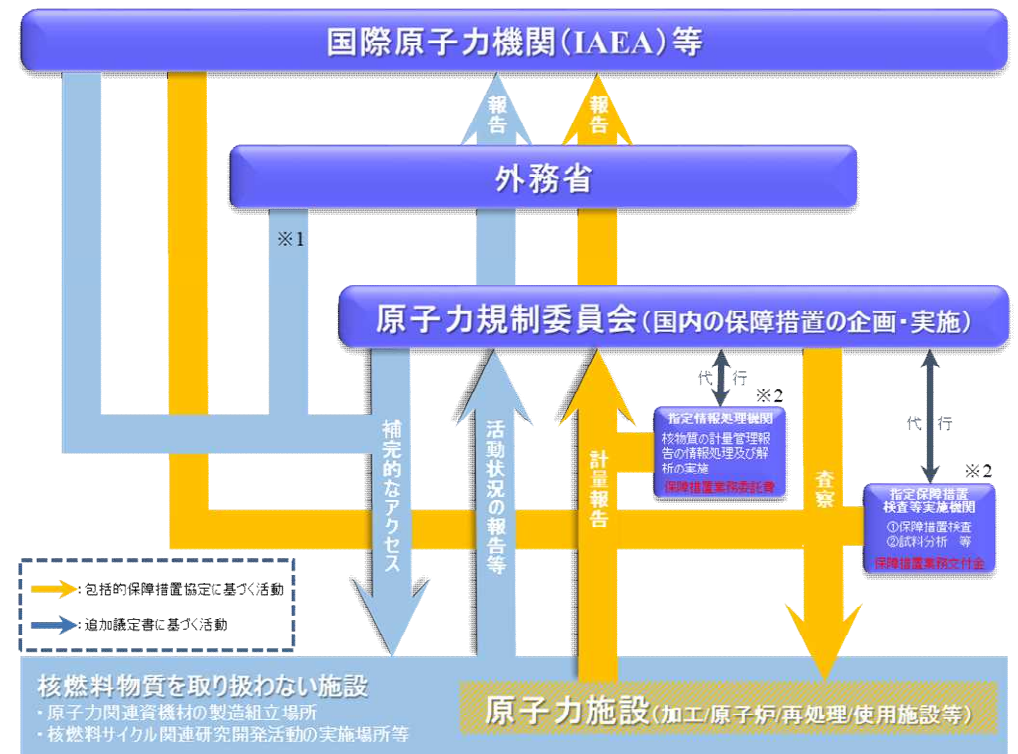 国際原子力機関(IAEA)等
報告
報告
外務省
※1
原子力規制委員会(国内の保障措置の企画・実施)
代行
※2
指定情報処理機関
核物質の計量管理報
告の情報処理及び解
析の実施
保障措置業務委託費
代行
※2
指定保障措置
検査等実施機関
①保障措置検査
②試料分析 等
保障措置業務交付金
補完的なアクセス
活動状況の報告等
計量報告
査察
:包括的保障措置協定に基づく活動
:追加議定書に基づく活動
核燃料物質を取り扱わない施設
・原子力関連資機材の製造組立場所
・核燃料サイクル関連研究開発活動の実施場所等
原子力施設(加工/原子炉/再処理/使用施設等)